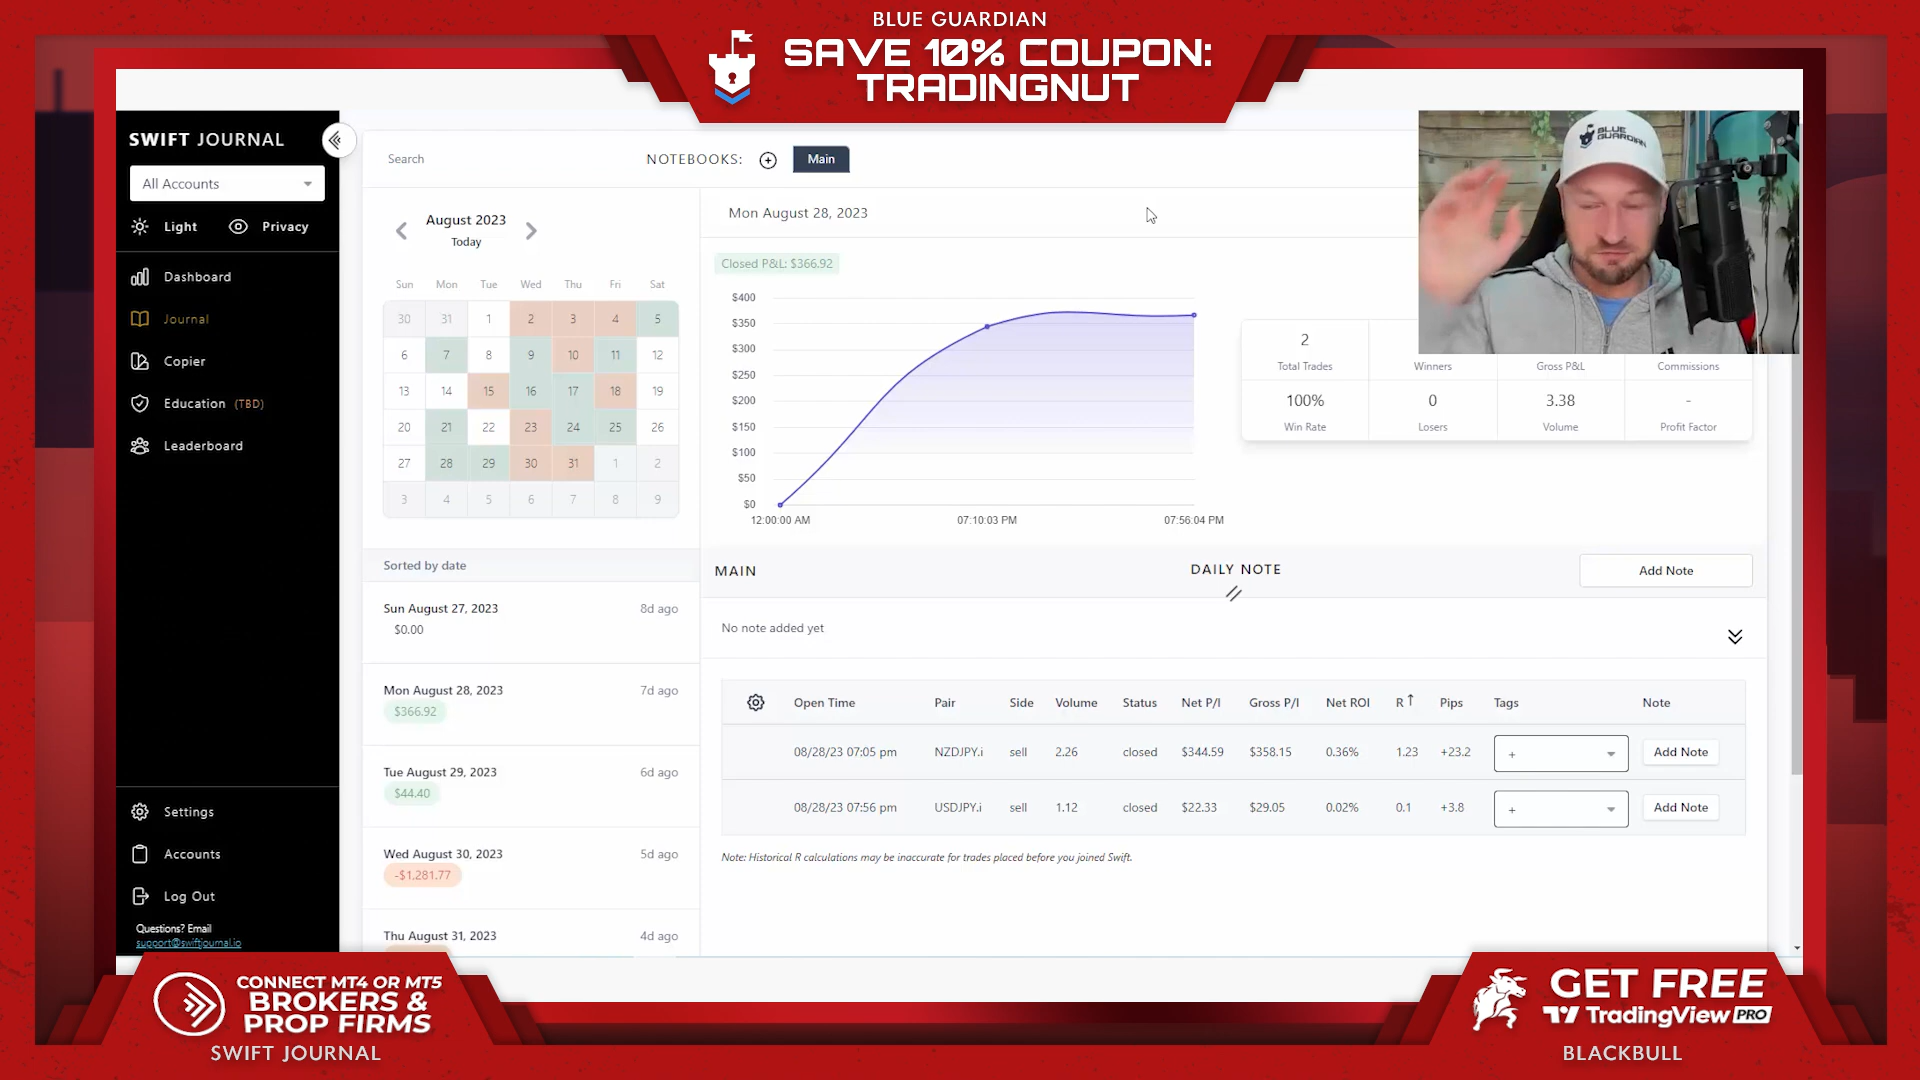 BLUE GUARDIAN
SAVE 10% COUPON:
TRADINGNUT
SWIFT JOURNAL
All Accounts
Light Privacy
Dashboard
Journal
Copier
Education (TBD)
Leaderboard
Settings
Accounts
Log Out
Questions? Email
support@swiftjournal.io
Search
NOTEBOOKS: Main
August 2023
Today
Sun Mon Tue Wed Thu Fri Sat
30 31 1 2 3 4 5
6 7 8 9 10 11 12
13 14 15 16 17 18 19
20 21 22 23 24 25 26
27 28 29 30 31 1 2
3 4 5 6 7 8 9
Sorted by date
Sun August 27, 2023 8d ago
$0.00
Mon August 28, 2023 7d ago
$366.92
Tue August 29, 2023 6d ago
$44.40
Wed August 30, 2023 5d ago
-$1,281.77
Thu August 31, 2023 4d ago
Mon August 28, 2023
Closed P&L: $366.92
$400
$350
$300
$250
$200
$150
$100
$50
$0
12:00:00 AM 07:10:03 PM 07:56:04 PM
BLUE
GUARDIAN
2
Total Trades Winners Gross P&L Commissions
100% 0 3.38 -
Win Rate Losers Volume Profit Factor
MAIN DAILY NOTE Add Note
No note added yet
Open Time Pair Side Volume Status Net P/l Gross P/l Net ROI R↑ Pips Tags Note
08/28/23 07:05 pm NZDJPY.i sell 2.26 closed $344.59 $358.15 0.36% 1.23 +23.2 + Add Note
08/28/23 07:56 pm USDJPY.i sell 1.12 closed $22.33 $29.05 0.02% 0.1 +3.8 + Add Note
Note: Historical R calculations may be inaccurate for trades placed before you joined Swift.
CONNECT MT4 OR MT5
BROKERS &
PROP FIRMS
SWIFT JOURNAL
GET FREE
TradingView PRO
BLACKBULL